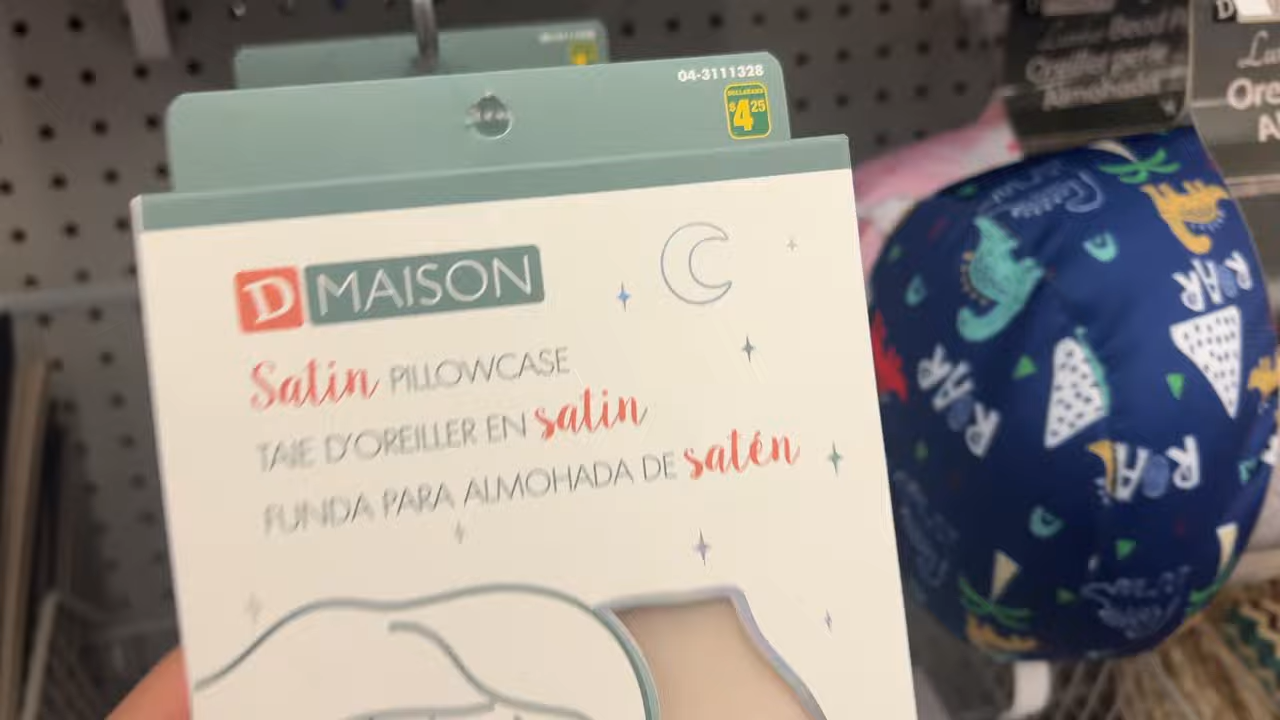 04-3111328
DOLLARAMA
$4 25
D MAISON
Satin PILLOWCASE
TAIE D'OREILLER EN satin
FUNDA PARA ALMOHADA DE satén
ROAR
ROAR
ROAR
Ore